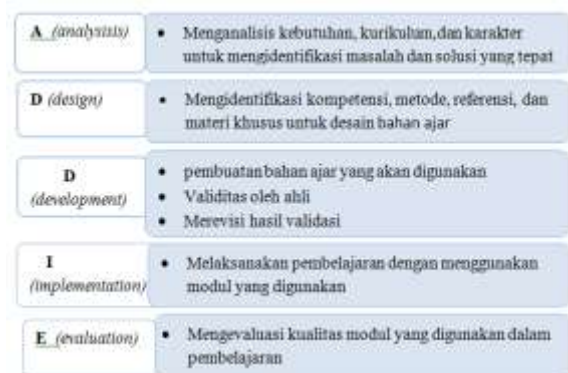 A (analysisis)
• Menganalisis kebutuhan, kurikulum,dan karakter
untuk mengidentifikasi masalah dan solusi yang tepat
D (design)
• Mengidentifikasi kompetensi, metode, referensi, dan
materi khusus untuk desain bahan ajar
D
(development)
• pembuatan bahan ajar yang akan digunakan
• Validitas oleh ahli
• Merevisi hasil validasi
I
(implementation)
• Melaksanakan pembelajaran dengan menggunakan
modul yang digunakan
E (evaluation)
• Mengevaluasi kualitas modul yang digunakan dalam
pembelajaran